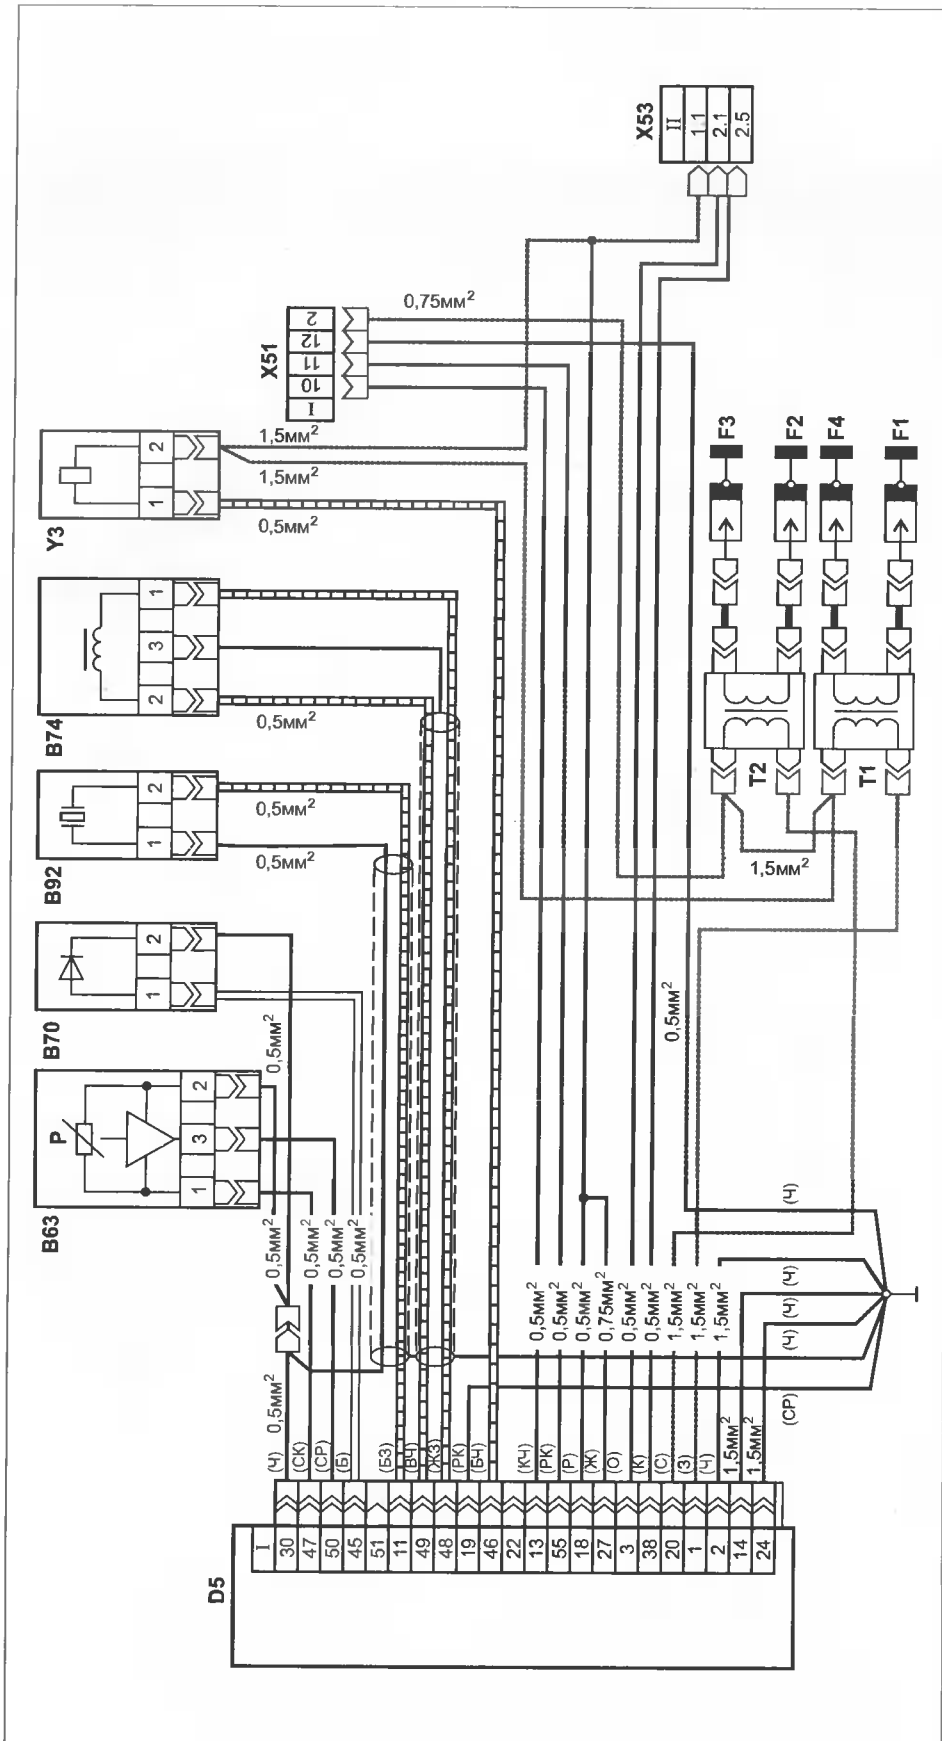 X53
II
1.1
2.1
2.5
X51
2
12
11
10
I
0,75мм²
Y3
2
1
1,5мм²
1,5мм²
0,5мм²
B74
1
3
2
0,5мм²
B92
2
1
0,5мм²
0,5мм²
B70
2
1
0,5мм²
B63
P
2
3
1
0,5мм²
0,5мм²
0,5мм²
0,5мм²
0,5мм²
F3
F2
F4
F1
T2
T1
1,5мм²
0,5мм²
0,5мм²
0,5мм²
0,5мм²
0,75мм²
0,5мм²
0,5мм²
1,5мм²
1,5мм²
1,5мм²
1,5мм²
1,5мм²
(Ч)
(Ч)
(Ч)
(Ч)
(СР)
(Ч)
(СК)
(СР)
(Б)
(БЗ)
(ВЧ)
(ЖЗ)
(РК)
(БЧ)
(КЧ)
(РК)
(Р)
(Ж)
(О)
(К)
(С)
(З)
(Ч)
D5
I
30
47
50
45
51
11
49
48
19
46
22
13
55
18
27
3
38
20
1
2
14
24